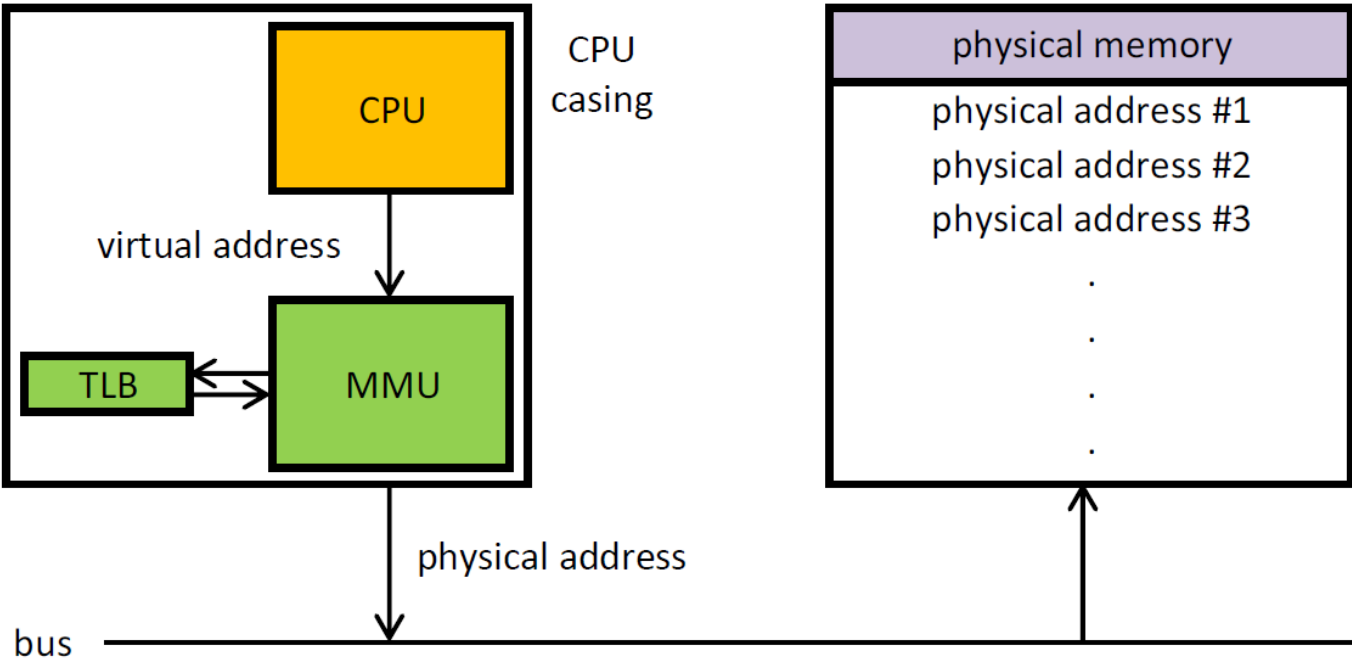 CPU
CPU
casing
virtual address
TLB
MMU
physical address
bus
physical memory
physical address #1
physical address #2
physical address #3
.
.
.
.